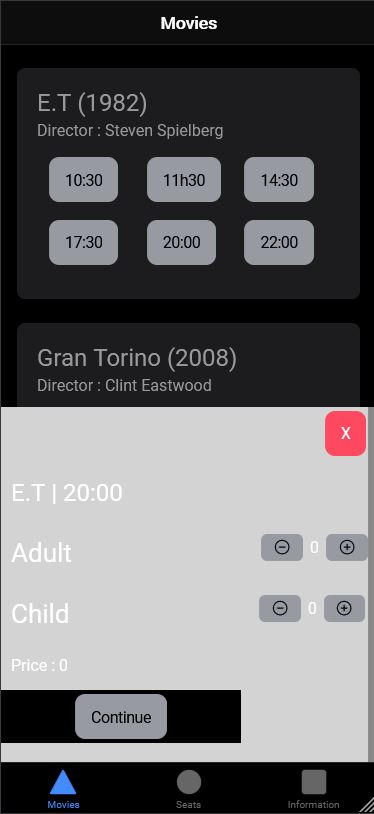 Movies
E.T (1982)
Director : Steven Spielberg
10:30 11h30 14:30
17:30 20:00 22:00
Gran Torino (2008)
Director : Clint Eastwood
X
E.T | 20:00
Adult 0
Child 0
Price : 0
Continue
Movies Seats Information